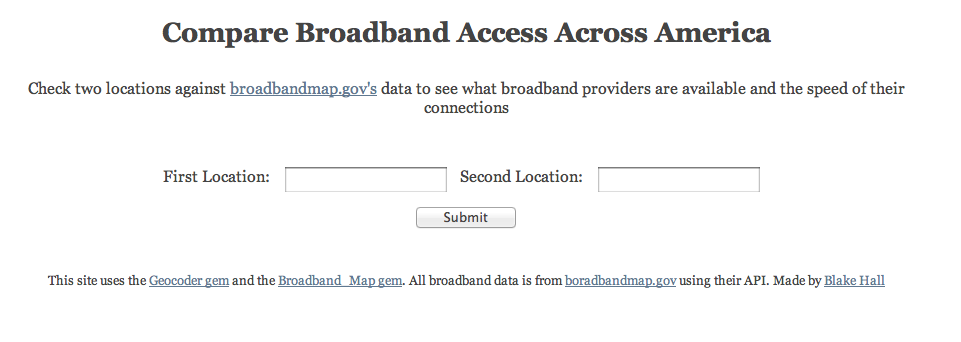 Compare Broadband Access Across America
Check two locations against broadbandmap.gov's data to see what broadband providers are available and the speed of their
connections
First Location: Second Location:
Submit
This site uses the Geocoder gem and the Broadband_Map gem. All broadband data is from boradbandmap.gov using their API. Made by Blake Hall